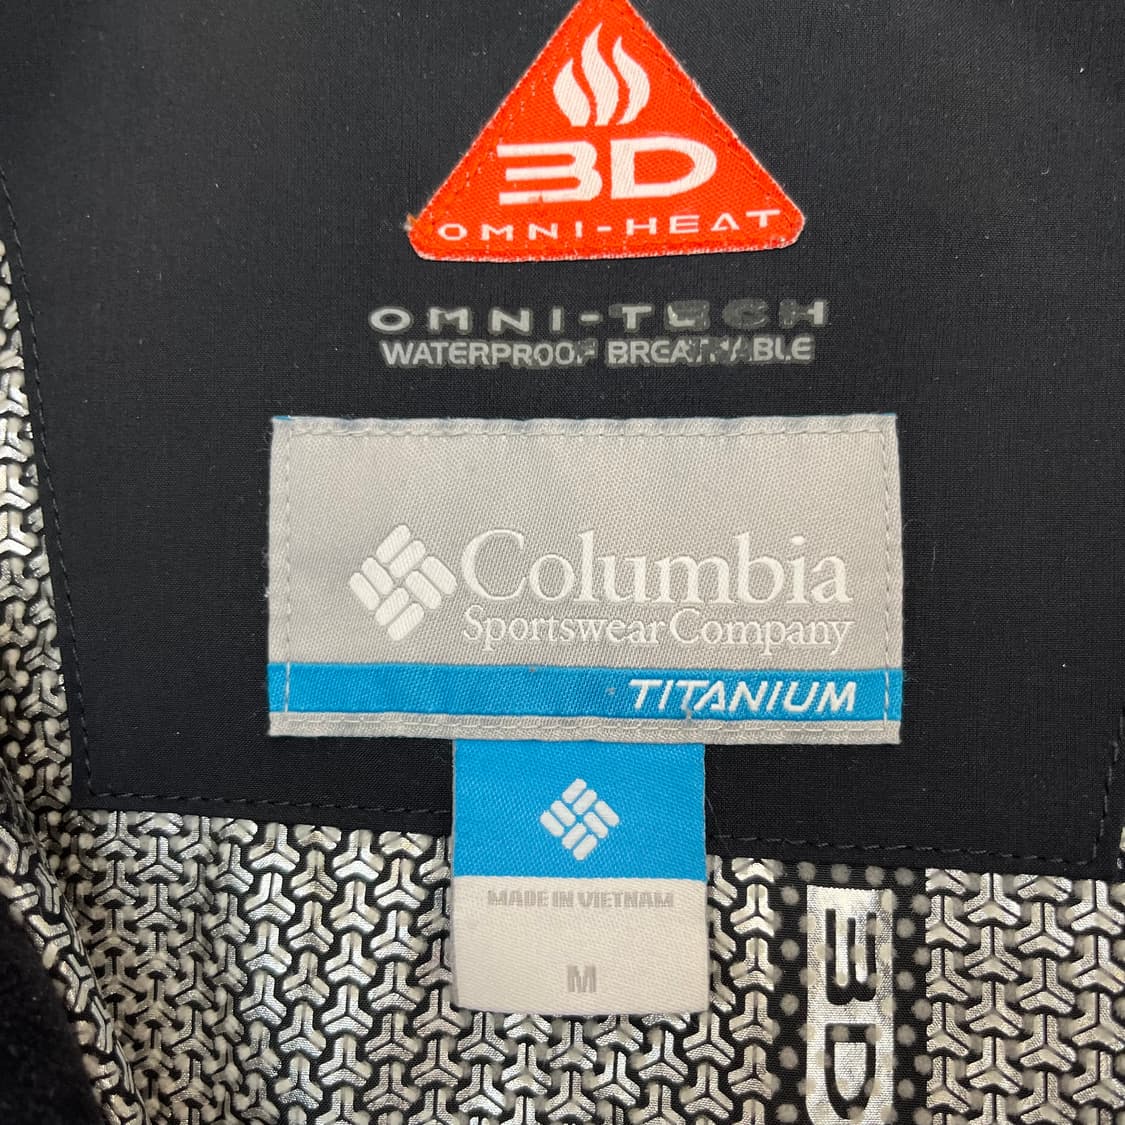 3D
OMNI-HEAT
OMNI-TECH
WATERPROOF BREATHABLE
Columbia
Sportswear Company
TITANIUM
MADE IN VIETNAM
M
3D